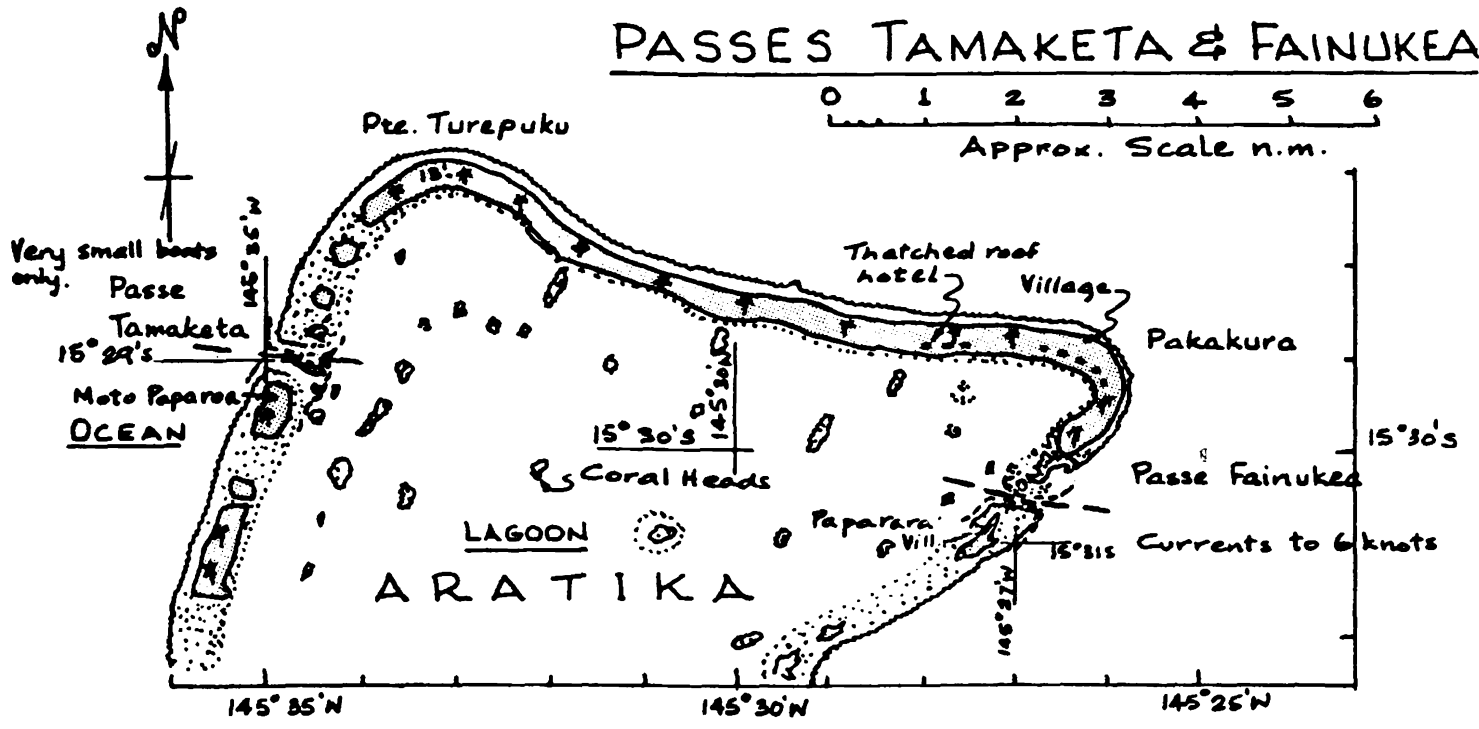 PASSES TAMAKETA & FAINUKEA
N
0 1 2 3 4 5 6
Approx. Scale n.m.
Pte. Turepuku
13'
145° 35'W
Very small boats
only.
Passe
Tamaketa
15° 29's
Moto Paparoa
OCEAN
Thatched roof
hotel
Village
Pakakura
145° 30'W
15° 30's
15° 30's
Coral Heads
Passe Fainukea
LAGOON
Paparara
Vill
15° 31s
Currents to 6 knots
ARATIKA
145° 27'W
145° 35'W
145° 30'W
145° 25'W